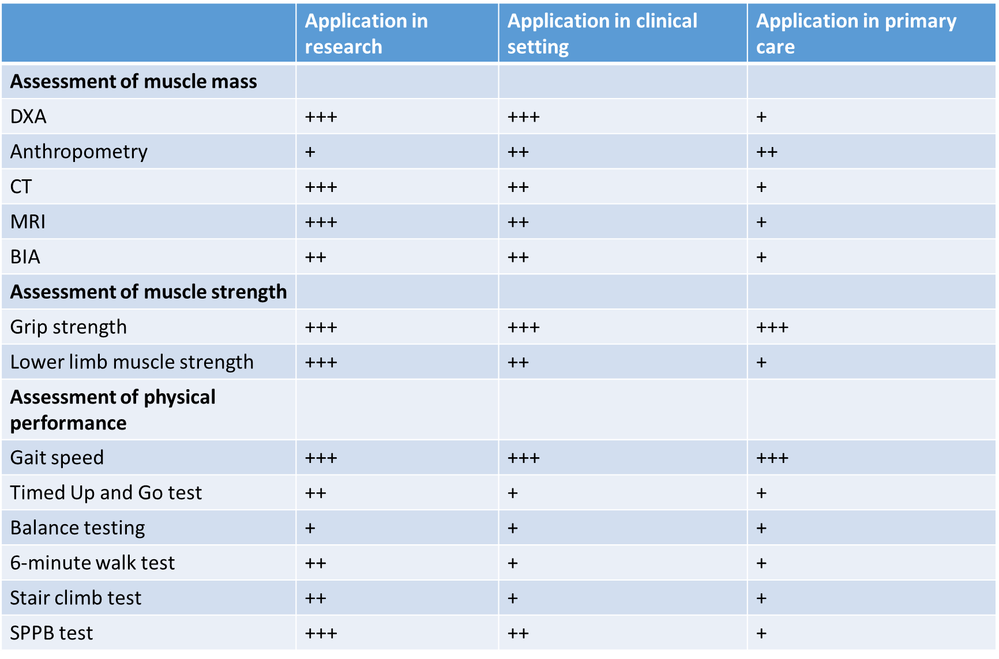 Application in research Application in clinical setting Application in primary care
Assessment of muscle mass
DXA +++ +++ +
Anthropometry + ++ ++
CT +++ ++ +
MRI +++ ++ +
BIA ++ ++ +
Assessment of muscle strength
Grip strength +++ +++ +++
Lower limb muscle strength +++ ++ +
Assessment of physical
performance
Gait speed +++ +++ +++
Timed Up and Go test ++ + +
Balance testing + + +
6-minute walk test ++ + +
Stair climb test ++ + +
SPPB test +++ ++ +